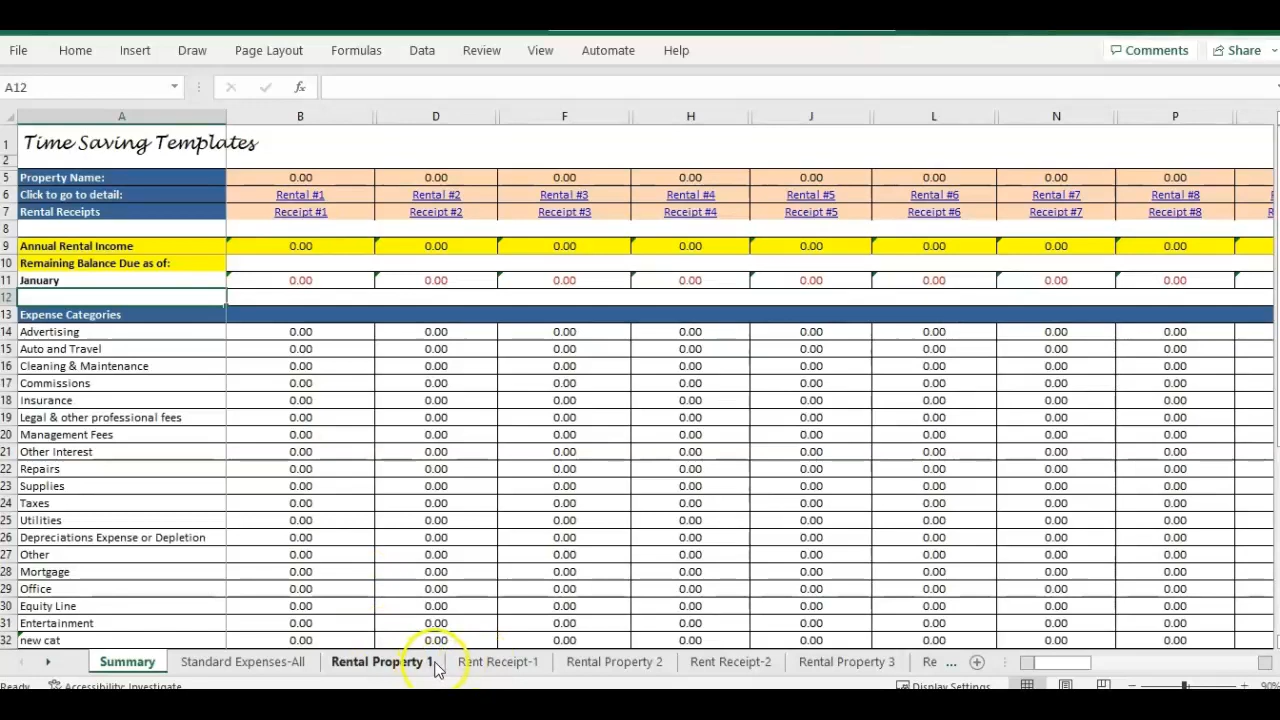 File Home Insert Draw Page Layout Formulas Data Review View Automate Help Comments Share
A12 fx
A B D F H J L N P
1 Time Saving Templates
2
5 Property Name: 0.00 0.00 0.00 0.00 0.00 0.00 0.00 0.00
6 Click to go to detail: Rental #1 Rental #2 Rental #3 Rental #4 Rental #5 Rental #6 Rental #7 Rental #8
7 Rental Receipts Receipt #1 Receipt #2 Receipt #3 Receipt #4 Receipt #5 Receipt #6 Receipt #7 Receipt #8
8
9 Annual Rental Income 0.00 0.00 0.00 0.00 0.00 0.00 0.00 0.00
10 Remaining Balance Due as of:
11 January 0.00 0.00 0.00 0.00 0.00 0.00 0.00 0.00
12
13 Expense Categories
14 Advertising 0.00 0.00 0.00 0.00 0.00 0.00 0.00 0.00
15 Auto and Travel 0.00 0.00 0.00 0.00 0.00 0.00 0.00 0.00
16 Cleaning & Maintenance 0.00 0.00 0.00 0.00 0.00 0.00 0.00 0.00
17 Commissions 0.00 0.00 0.00 0.00 0.00 0.00 0.00 0.00
18 Insurance 0.00 0.00 0.00 0.00 0.00 0.00 0.00 0.00
19 Legal & other professional fees 0.00 0.00 0.00 0.00 0.00 0.00 0.00 0.00
20 Management Fees 0.00 0.00 0.00 0.00 0.00 0.00 0.00 0.00
21 Other Interest 0.00 0.00 0.00 0.00 0.00 0.00 0.00 0.00
22 Repairs 0.00 0.00 0.00 0.00 0.00 0.00 0.00 0.00
23 Supplies 0.00 0.00 0.00 0.00 0.00 0.00 0.00 0.00
24 Taxes 0.00 0.00 0.00 0.00 0.00 0.00 0.00 0.00
25 Utilities 0.00 0.00 0.00 0.00 0.00 0.00 0.00 0.00
26 Depreciations Expense or Depletion 0.00 0.00 0.00 0.00 0.00 0.00 0.00 0.00
27 Other 0.00 0.00 0.00 0.00 0.00 0.00 0.00 0.00
28 Mortgage 0.00 0.00 0.00 0.00 0.00 0.00 0.00 0.00
29 Office 0.00 0.00 0.00 0.00 0.00 0.00 0.00 0.00
30 Equity Line 0.00 0.00 0.00 0.00 0.00 0.00 0.00 0.00
31 Entertainment 0.00 0.00 0.00 0.00 0.00 0.00 0.00 0.00
32 new cat 0.00 0.00 0.00 0.00 0.00 0.00 0.00 0.00
Summary Standard Expenses-All Rental Property 1 Rent Receipt-1 Rental Property 2 Rent Receipt-2 Rental Property 3 Re ...
Ready Accessibility: Investigate Display Settings 90%